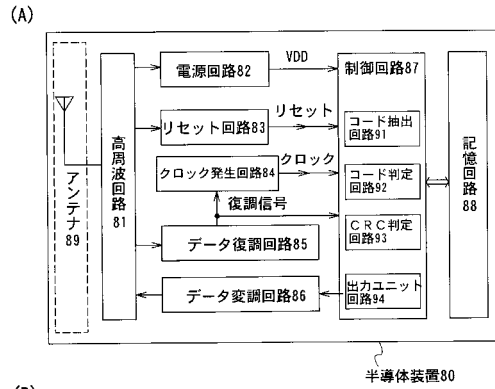 (A)
電源回路82
VDD
制御回路87
リセット回路83
リセット
コード抽出
回路91
クロック発生回路84
クロック
コード判定
回路92
復調信号
データ復調回路85
CRC判定
回路93
データ変調回路86
出力ユニット
回路94
高周波回路81
アンテナ89
記憶回路88
半導体装置80